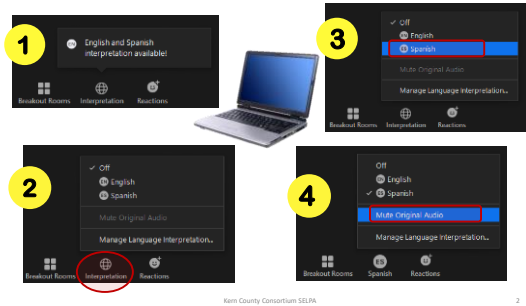 1
EN
English and Spanish
interpretation available!
Breakout Rooms Interpretation Reactions
2
✓ Off
EN English
ES Spanish
Mute Original Audio
Manage Language Interpretation...
Breakout Rooms Interpretation Reactions
3
✓ Off
EN English
ES Spanish
Mute Original Audio
Manage Language Interpretation...
Breakout Rooms Interpretation Reactions
4
Off
EN English
✓ ES Spanish
Mute Original Audio
Manage Language Interpretation...
ES
Breakout Rooms Spanish Reactions
Kern County Consortium SELPA
2